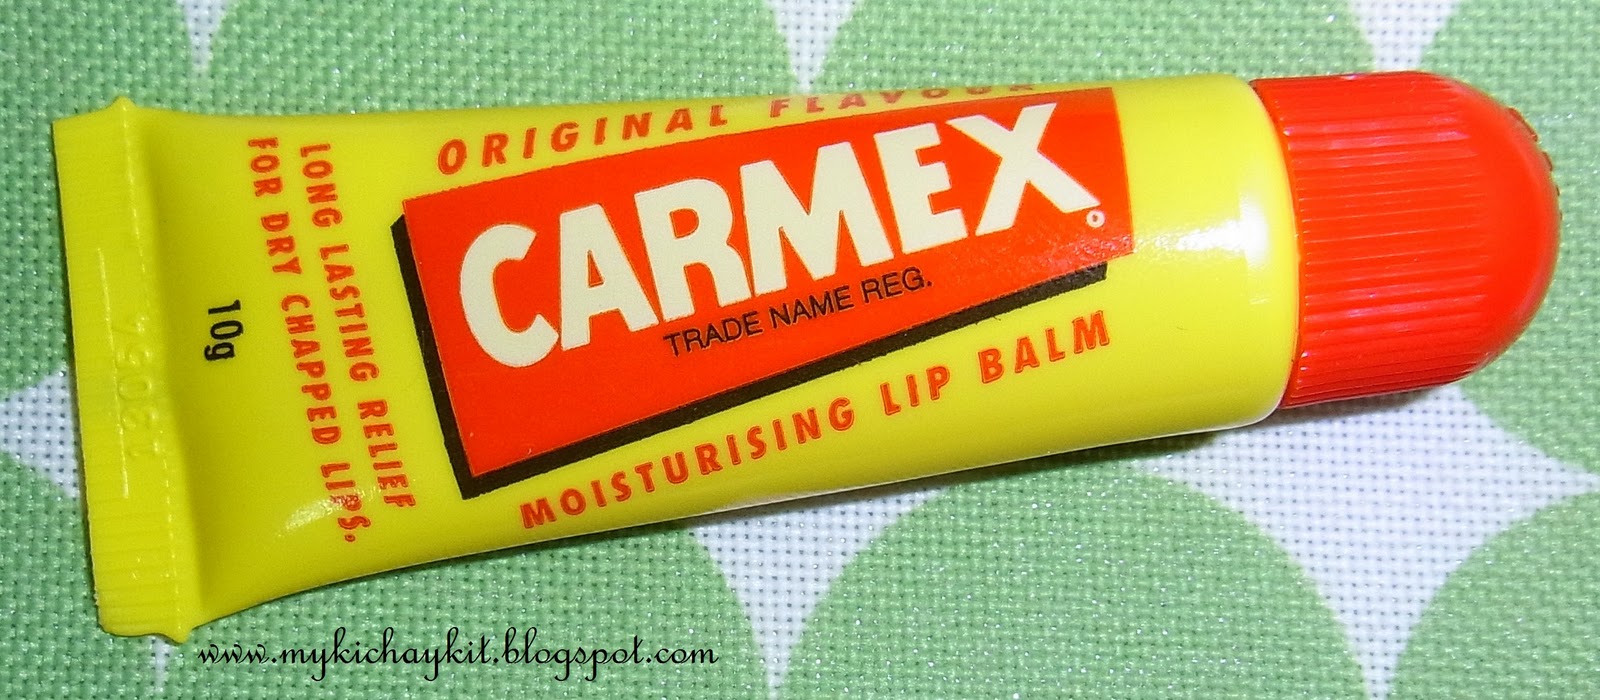 ORIGINAL FLAVOUR
CARMEX
TRADE NAME REG.
MOISTURISING LIP BALM
LONG LASTING RELIEF
FOR DRY CHAPPED LIPS.
10g
www.mykichaykit.blogspot.com